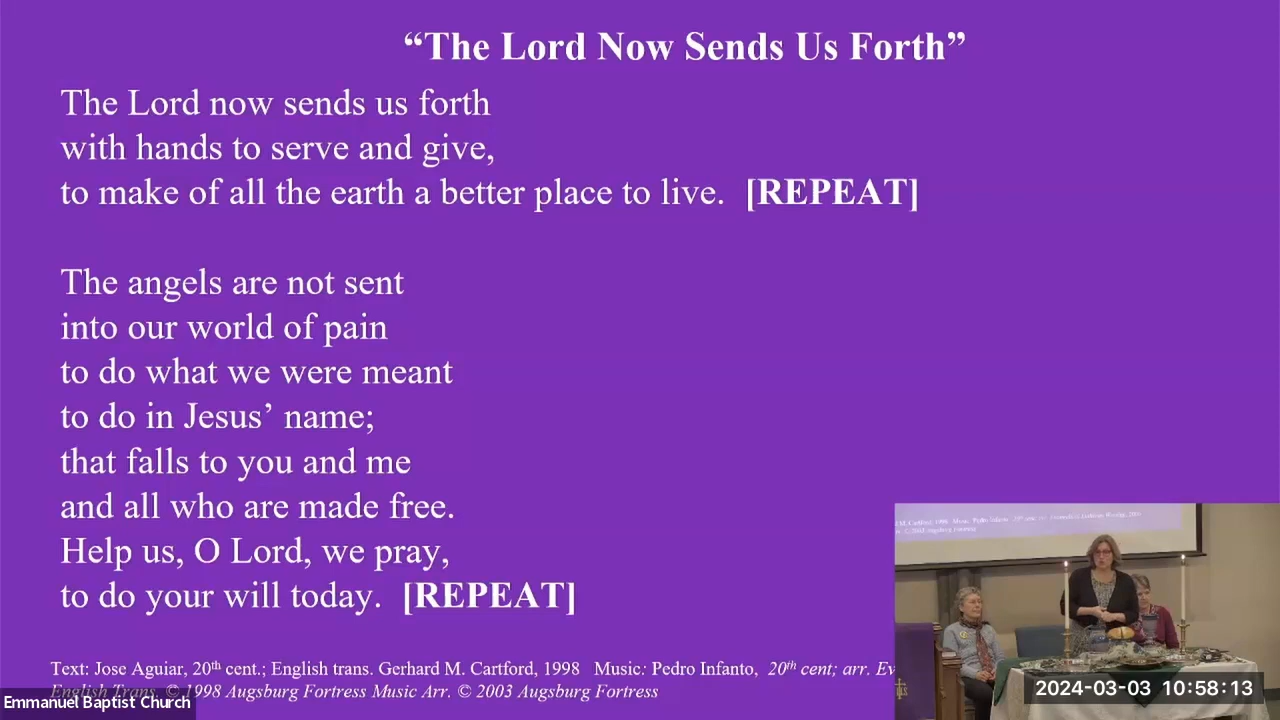 “The Lord Now Sends Us Forth”
The Lord now sends us forth
with hands to serve and give,
to make of all the earth a better place to live. [REPEAT]
The angels are not sent
into our world of pain
to do what we were meant
to do in Jesus’ name;
that falls to you and me
and all who are made free.
Help us, O Lord, we pray,
to do your will today. [REPEAT]
Text: Jose Aguiar, 20th cent.; English trans. Gerhard M. Cartford, 1998 Music: Pedro Infanto, 20th cent; arr. Ev
English Trans. © 1998 Augsburg Fortress Music Arr. © 2003 Augsburg Fortress
Emmanuel Baptist Church
2024-03-03 10:58:13